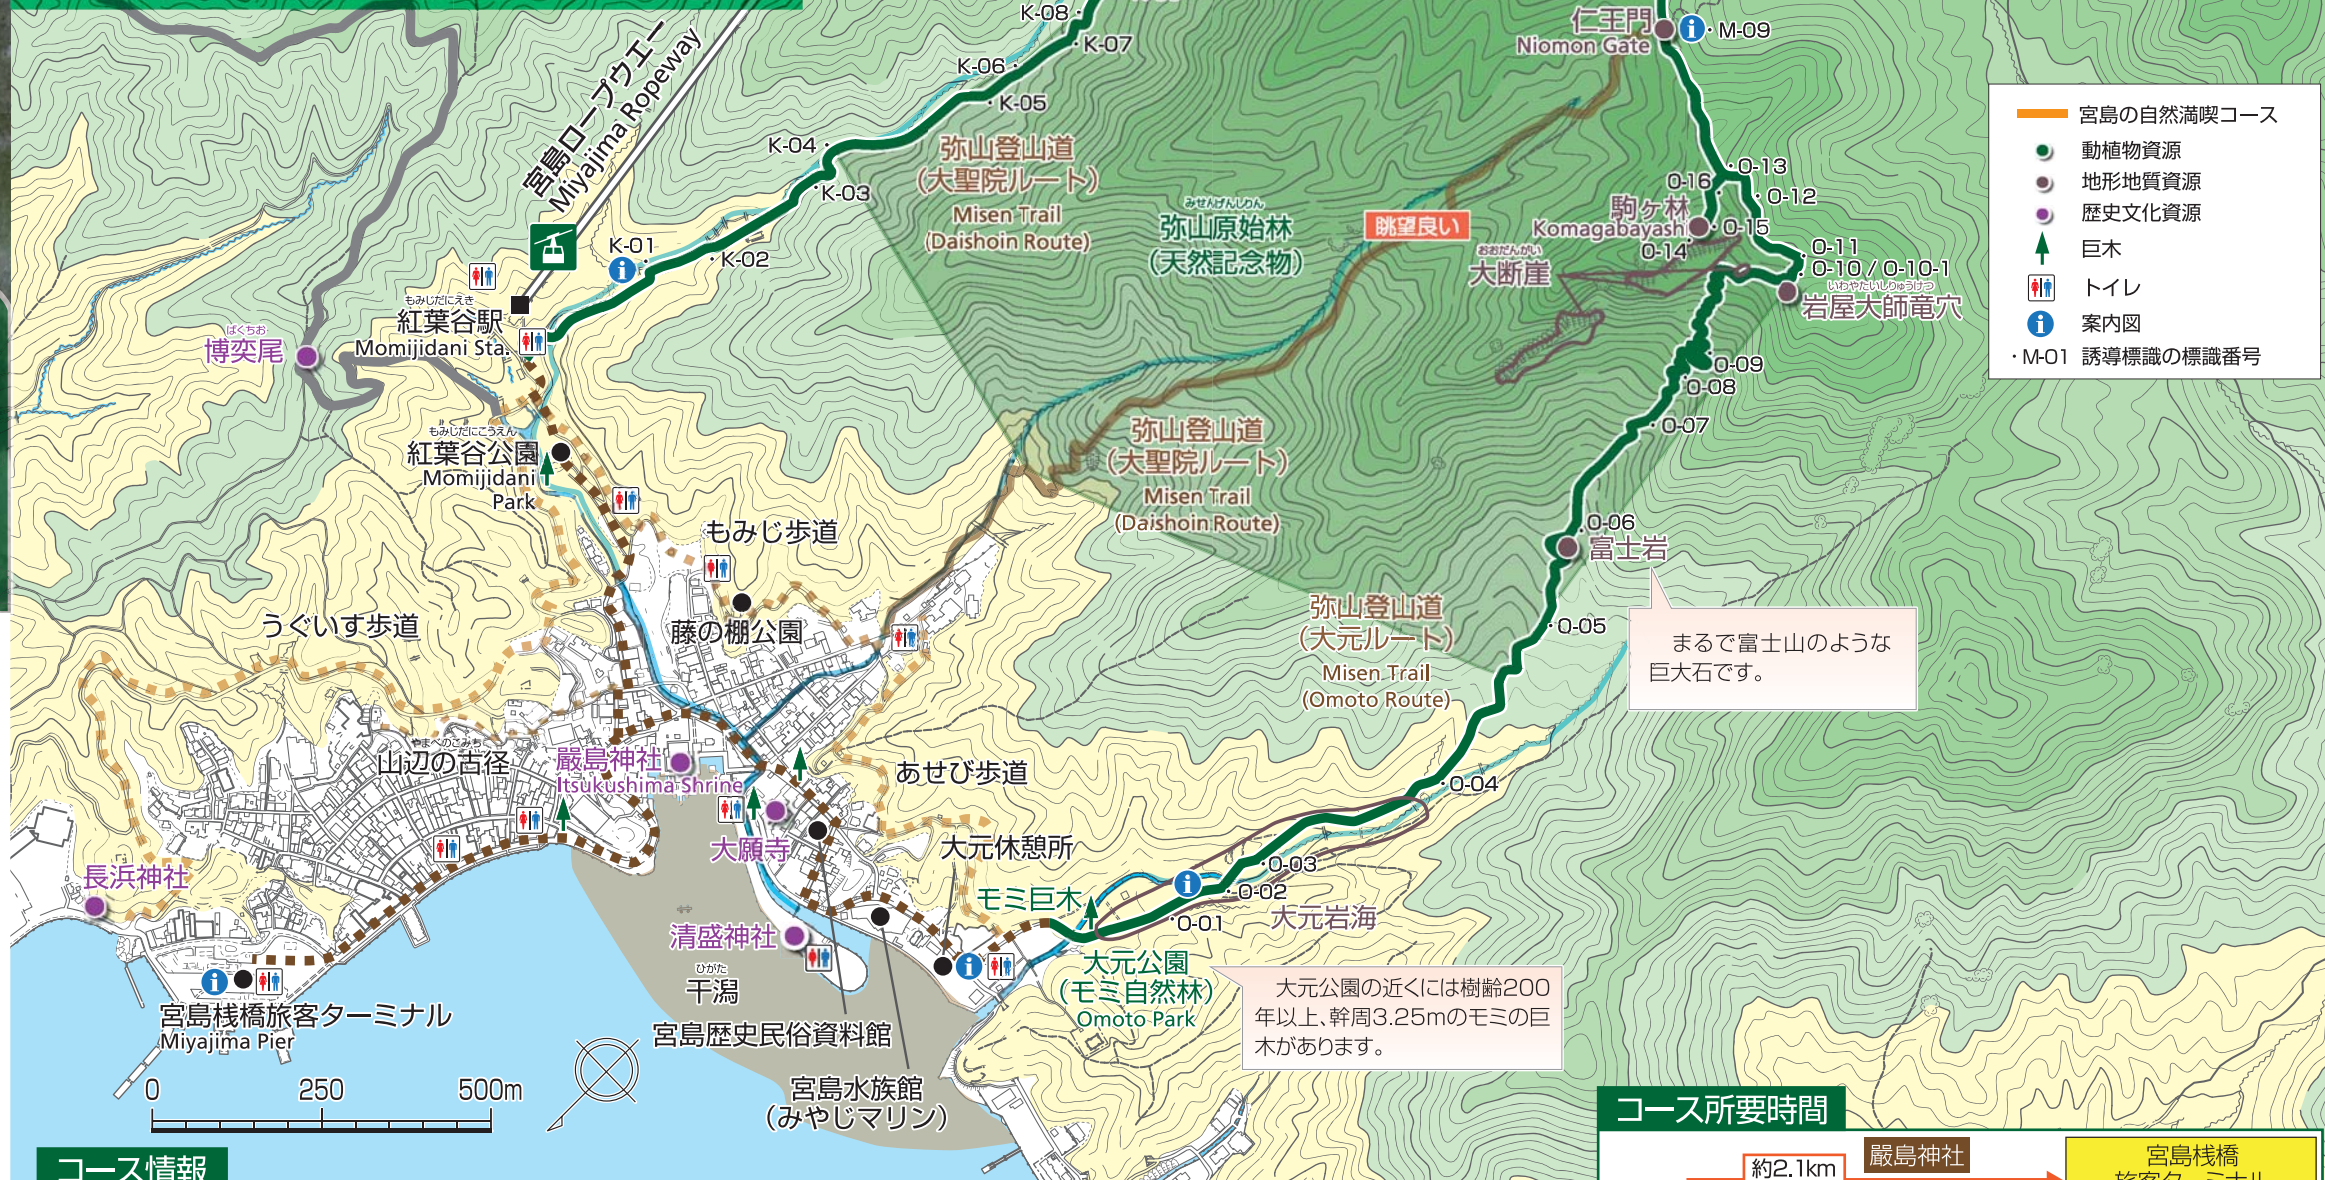 K-08
K-07
K-06
K-05
K-04
K-03
K-02
K-01
宮島ロープウエー
Miyajima Ropeway
弥山登山道
(大聖院ルート)
Misen Trail
(Daishoin Route)
みせんげんしりん
弥山原始林
(天然記念物)
眺望良い
仁王門
Niomon Gate
M-09
O-13
O-16
O-12
駒ヶ林
Komagabayashi
O-15
O-14
O-11
O-10 / O-10-1
いわやたいしりゅうけつ
岩屋大師竜穴
おおだんがい
大断崖
O-09
O-08
O-07
O-06
富士岩
まるで富士山のような
巨大石です。
O-05
宮島の自然満喫コース
動植物資源
地形地質資源
歴史文化資源
巨木
トイレ
案内図
・M-01 誘導標識の標識番号
もみじだにえき
紅葉谷駅
Momijidani Sta.
ばくちお
博奕尾
もみじだにこうえん
紅葉谷公園
Momijidani
Park
弥山登山道
(大聖院ルート)
Misen Trail
(Daishoin Route)
もみじ歩道
藤の棚公園
うぐいす歩道
弥山登山道
(大元ルート)
Misen Trail
(Omoto Route)
やまべのこみち
山辺の古径
嚴島神社
Itsukushima Shrine
あせび歩道
O-04
大願寺
大元休憩所
O-03
O-02
O-01
モミ巨木
大元岩海
長浜神社
清盛神社
ひがた
干潟
大元公園
(モミ自然林)
Omoto Park
大元公園の近くには樹齢200
年以上、幹周3.25mのモミの巨
木があります。
宮島桟橋旅客ターミナル
Miyajima Pier
宮島歴史民俗資料館
宮島水族館
(みやじマリン)
0 250 500m
コース情報
コース所要時間
約2.1km
嚴島神社
宮島桟橋
旅客ターミナル